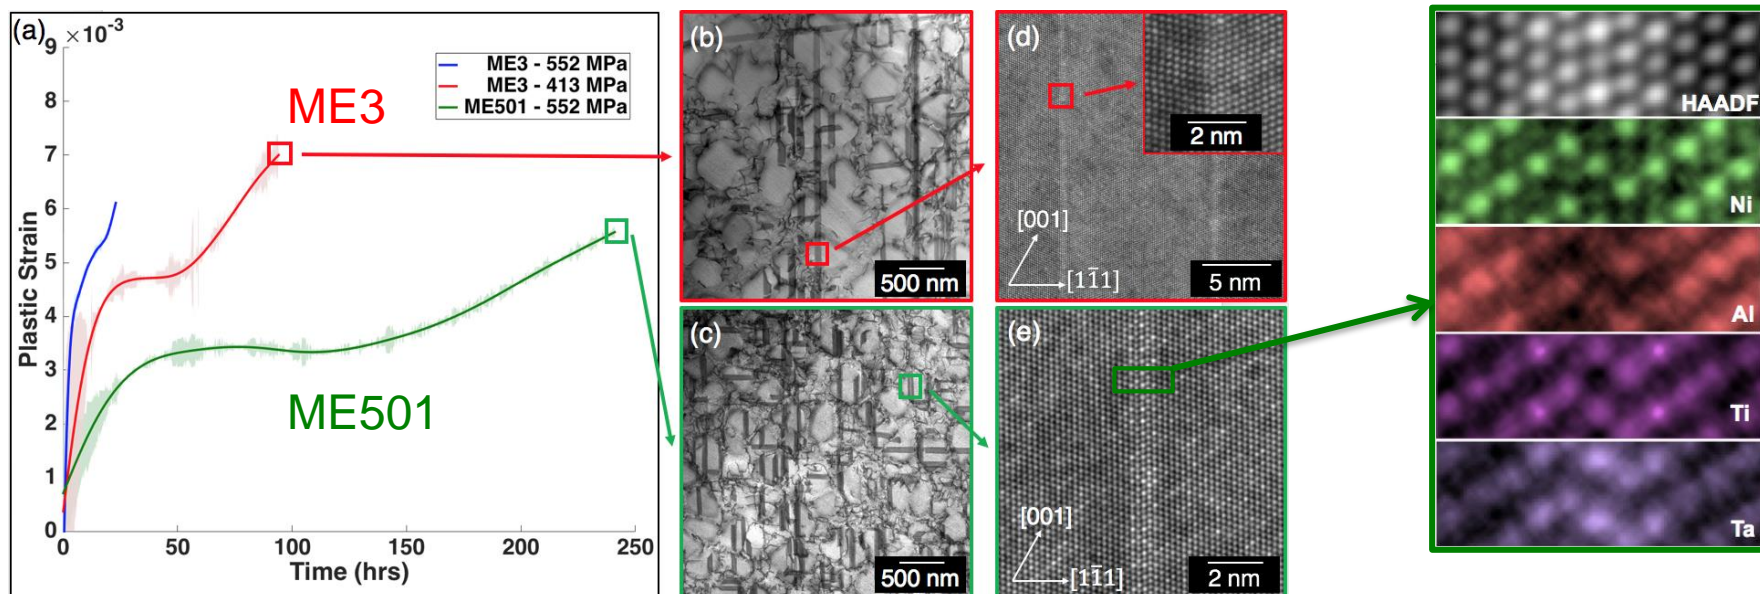 (a)
×10⁻³
9
8
7
6
5
4
3
2
1
0
Plastic Strain
0
50
100
150
200
250
Time (hrs)
ME3 - 552 MPa
ME3 - 413 MPa
ME501 - 552 MPa
ME3
ME501
(b)
500 nm
(c)
500 nm
(d)
2 nm
[001]
[11̅1]
5 nm
(e)
[001]
[11̅1]
2 nm
HAADF
Ni
Al
Ti
Ta